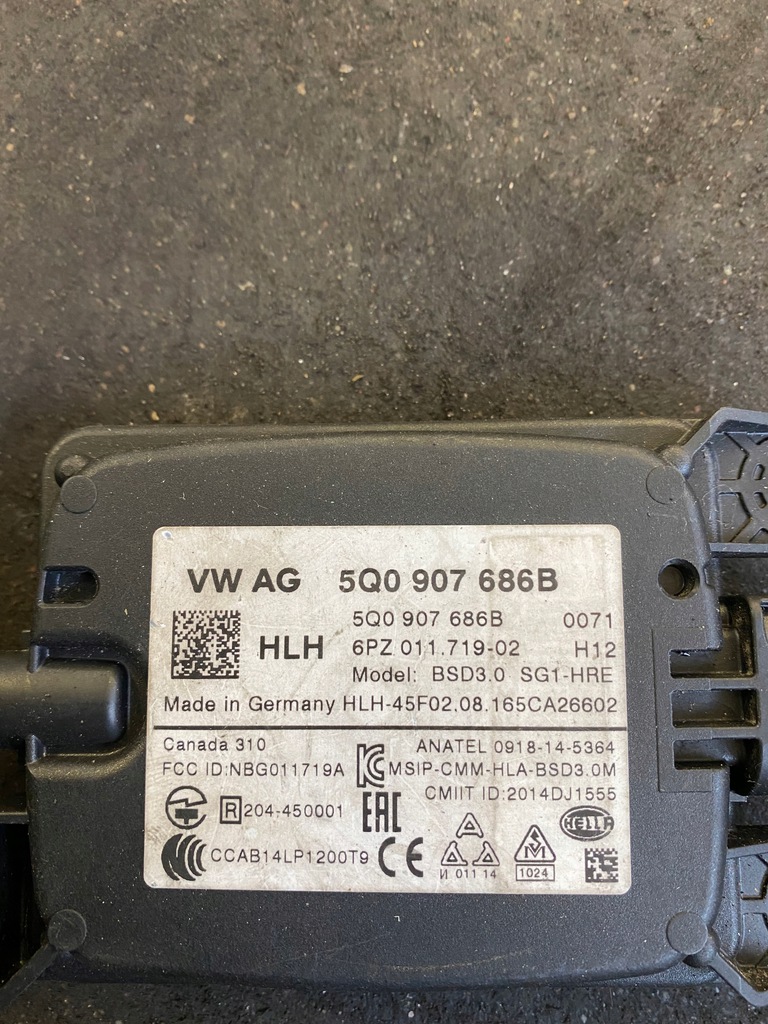 VW AG 5Q0 907 686B
5Q0 907 686B 0071
HLH 6PZ 011.719-02 H12
Model: BSD3.0 SG1-HRE
Made in Germany HLH-45F02.08.165CA26602
Canada 310 ANATEL 0918-14-5364
FCC ID:NBG011719A MSIP-CMM-HLA-BSD3.0M
CMIIT ID:2014DJ1555
R 204-450001 EAC HELLA
CCAB14LP1200T9 CE И 011 14 1024